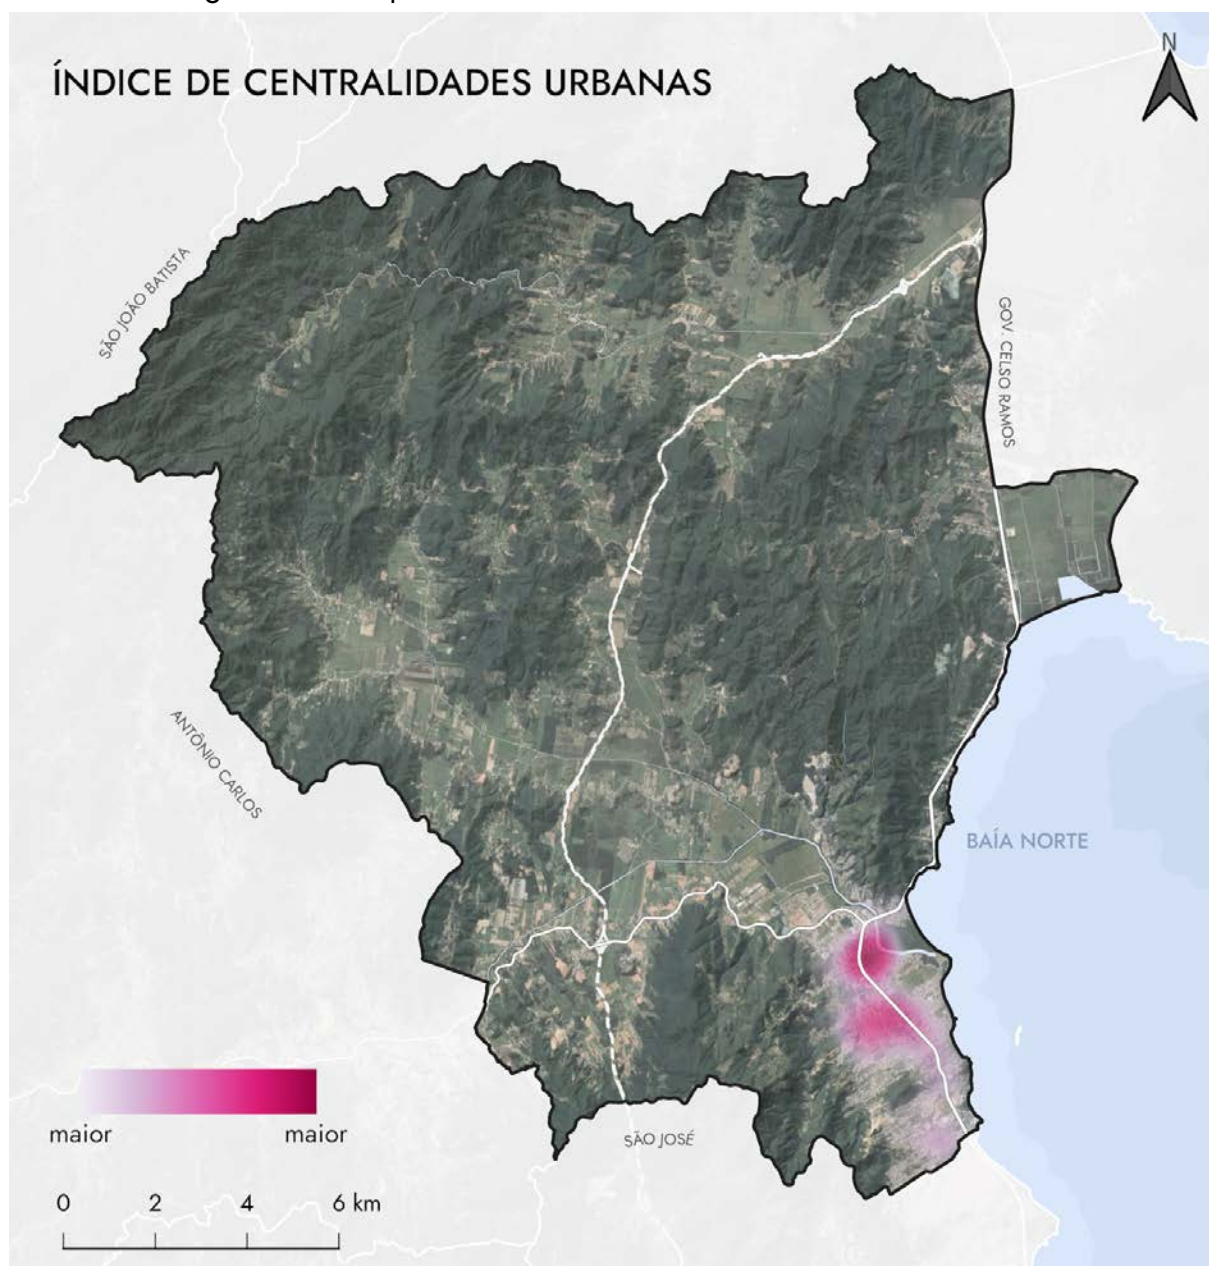 N
ÍNDICE DE CENTRALIDADES URBANAS
SÃO JOÃO BATISTA
GOV. CELSO RAMOS
ANTÔNIO CARLOS
BAÍA NORTE
maior maior
SÃO JOSÉ
0 2 4 6 km